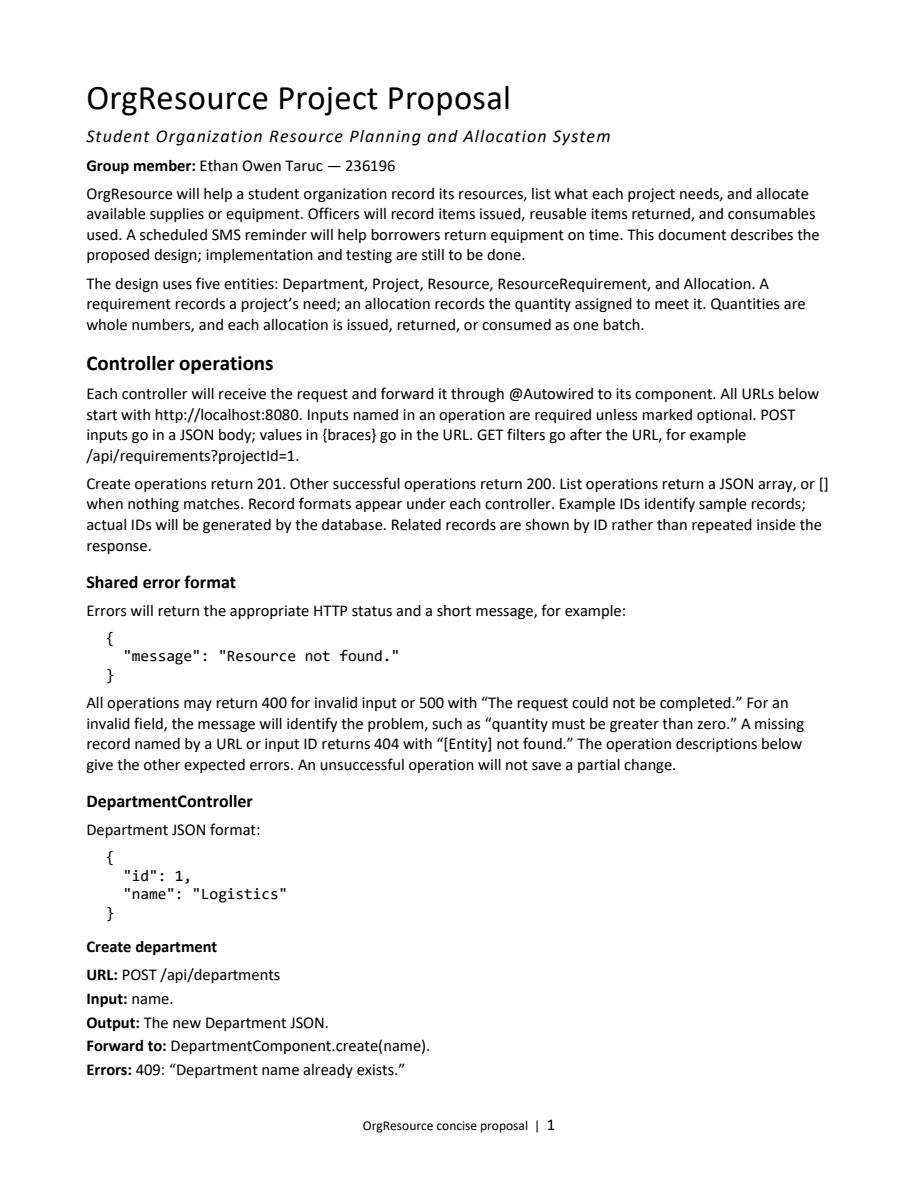 OrgResource Project Proposal
Student Organization Resource Planning and Allocation System
Group member: Ethan Owen Taruc — 236196
OrgResource will help a student organization record its resources, list what each project needs, and allocate
available supplies or equipment. Officers will record items issued, reusable items returned, and consumables
used. A scheduled SMS reminder will help borrowers return equipment on time. This document describes the
proposed design; implementation and testing are still to be done.
The design uses five entities: Department, Project, Resource, ResourceRequirement, and Allocation. A
requirement records a project’s need; an allocation records the quantity assigned to meet it. Quantities are
whole numbers, and each allocation is issued, returned, or consumed as one batch.
Controller operations
Each controller will receive the request and forward it through @Autowired to its component. All URLs below
start with http://localhost:8080. Inputs named in an operation are required unless marked optional. POST
inputs go in a JSON body; values in {braces} go in the URL. GET filters go after the URL, for example
/api/requirements?projectId=1.
Create operations return 201. Other successful operations return 200. List operations return a JSON array, or []
when nothing matches. Record formats appear under each controller. Example IDs identify sample records;
actual IDs will be generated by the database. Related records are shown by ID rather than repeated inside the
response.
Shared error format
Errors will return the appropriate HTTP status and a short message, for example:
{
"message": "Resource not found."
}
All operations may return 400 for invalid input or 500 with “The request could not be completed.” For an
invalid field, the message will identify the problem, such as “quantity must be greater than zero.” A missing
record named by a URL or input ID returns 404 with “[Entity] not found.” The operation descriptions below
give the other expected errors. An unsuccessful operation will not save a partial change.
DepartmentController
Department JSON format:
{
"id": 1,
"name": "Logistics"
}
Create department
URL: POST /api/departments
Input: name.
Output: The new Department JSON.
Forward to: DepartmentComponent.create(name).
Errors: 409: “Department name already exists.”
OrgResource concise proposal | 1